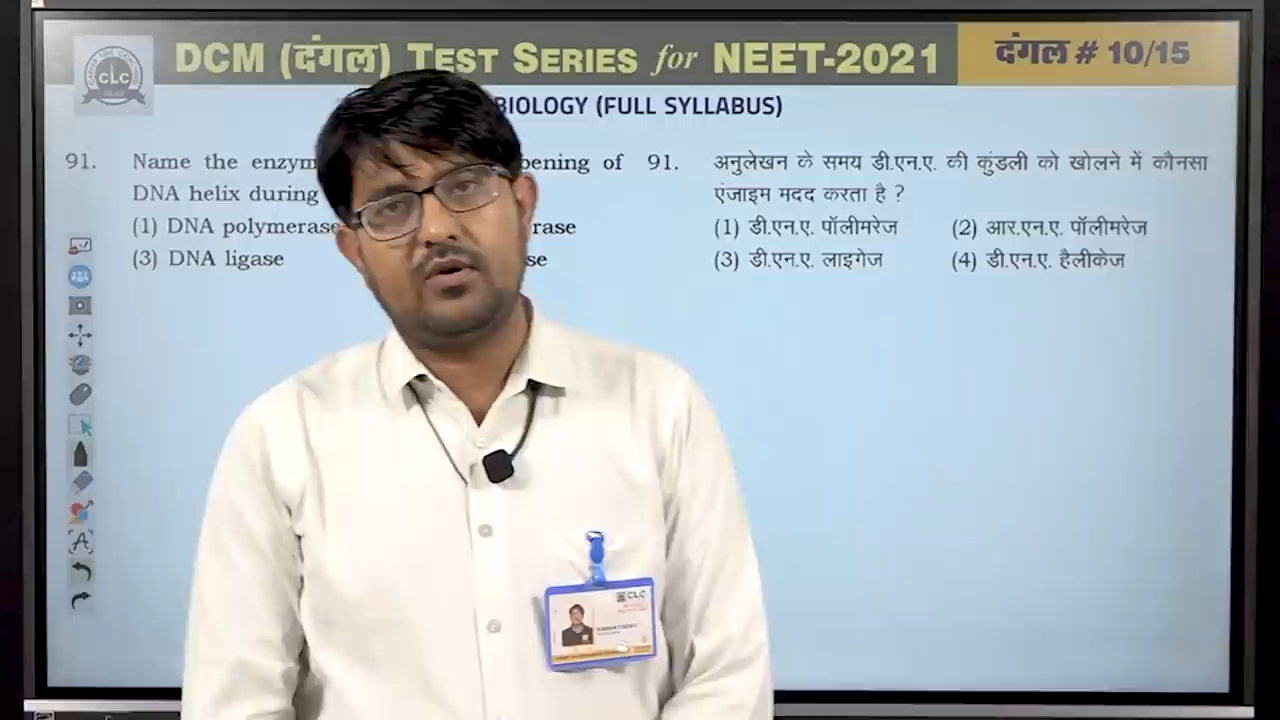 DCM (दंगल) TEST SERIES for NEET-2021
दंगल # 10/15
CLC
BIOLOGY (FULL SYLLABUS)
91. Name the of
DNA helix during
(1) DNA polymerase
(3) DNA ligase
91. अनुलेखन के समय डी.एन.ए. की कुंडली को खोलने में कौनसा
एंजाइम मदद करता है ?
(1) डी.एन.ए. पॉलीमरेज (2) आर.एन.ए. पॉलीमरेज
(3) डी.एन.ए. लाइगेज (4) डी.एन.ए. हैलीकेज
CLC